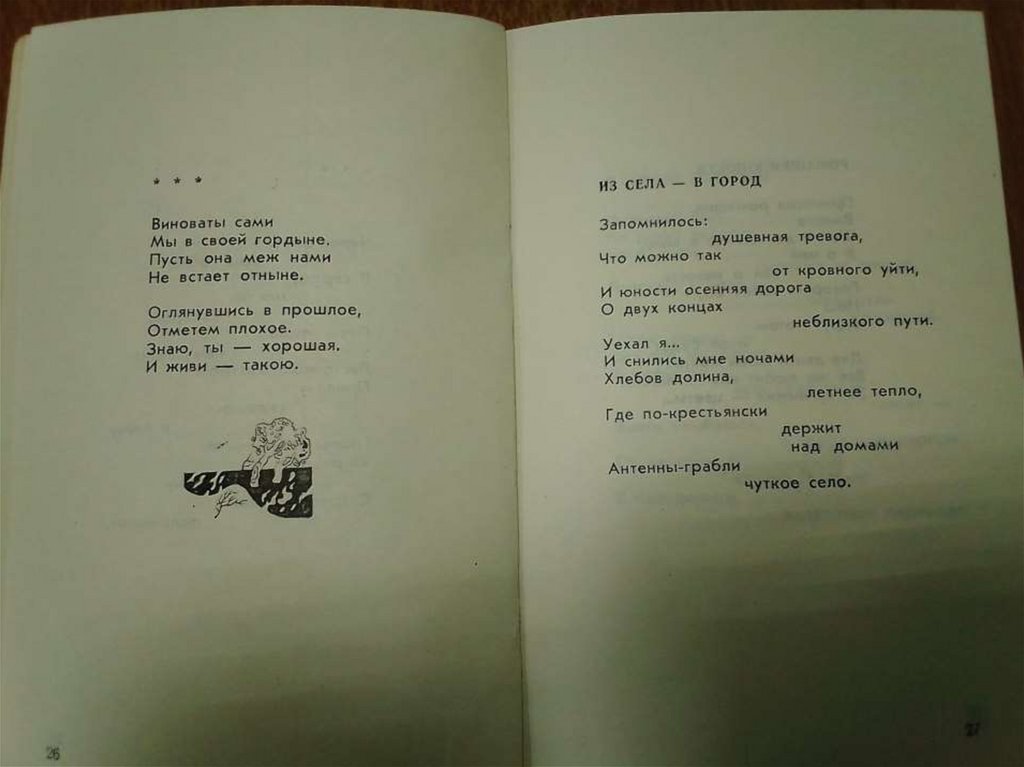 * * *
Виноваты сами
Мы в своей гордыне.
Пусть она меж нами
Не встает отныне.
Оглянувшись в прошлое,
Отметем плохое.
Знаю, ты — хорошая.
И живи — такою.
26
ИЗ СЕЛА — В ГОРОД
Запомнилось:
душевная тревога,
Что можно так
от кровного уйти,
И юности осенняя дорога
О двух концах
неблизкого пути.
Уехал я...
И снились мне ночами
Хлебов долина,
летнее тепло,
Где по-крестьянски
держит
над домами
Антенны-грабли
чуткое село.
27